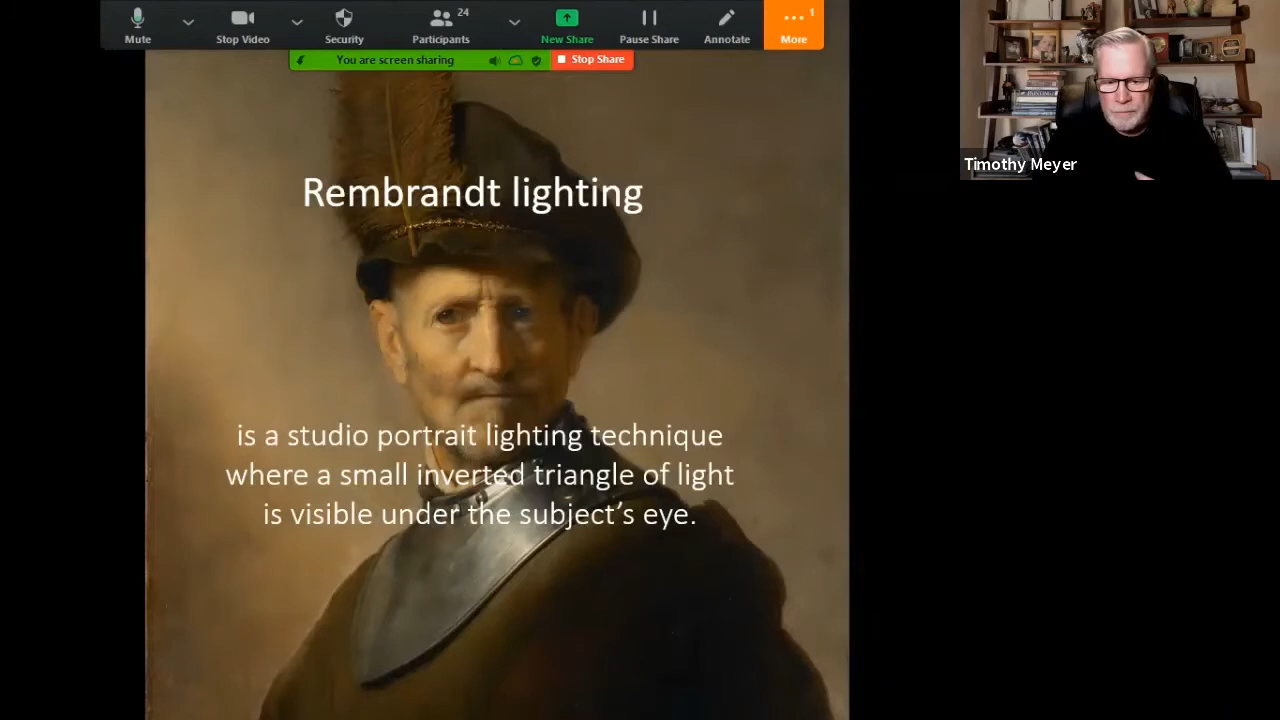 Mute
Stop Video
Security
24
Participants
New Share
Pause Share
Annotate
1
More
You are screen sharing
Stop Share
Timothy Meyer
Rembrandt lighting
is a studio portrait lighting technique
where a small inverted triangle of light
is visible under the subject’s eye.